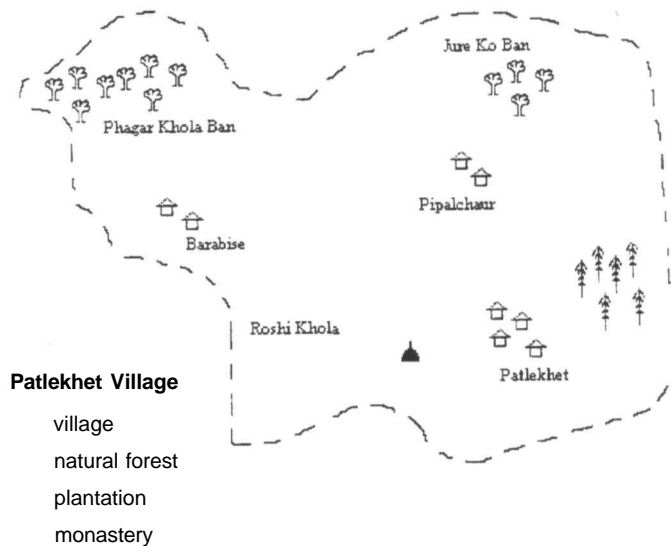 Jure Ko Ban
Phagar Khola Ban
Pipalchaur
Barabise
Roshi Khola
Patlekhet
Patlekhet Village
village
natural forest
plantation
monastery